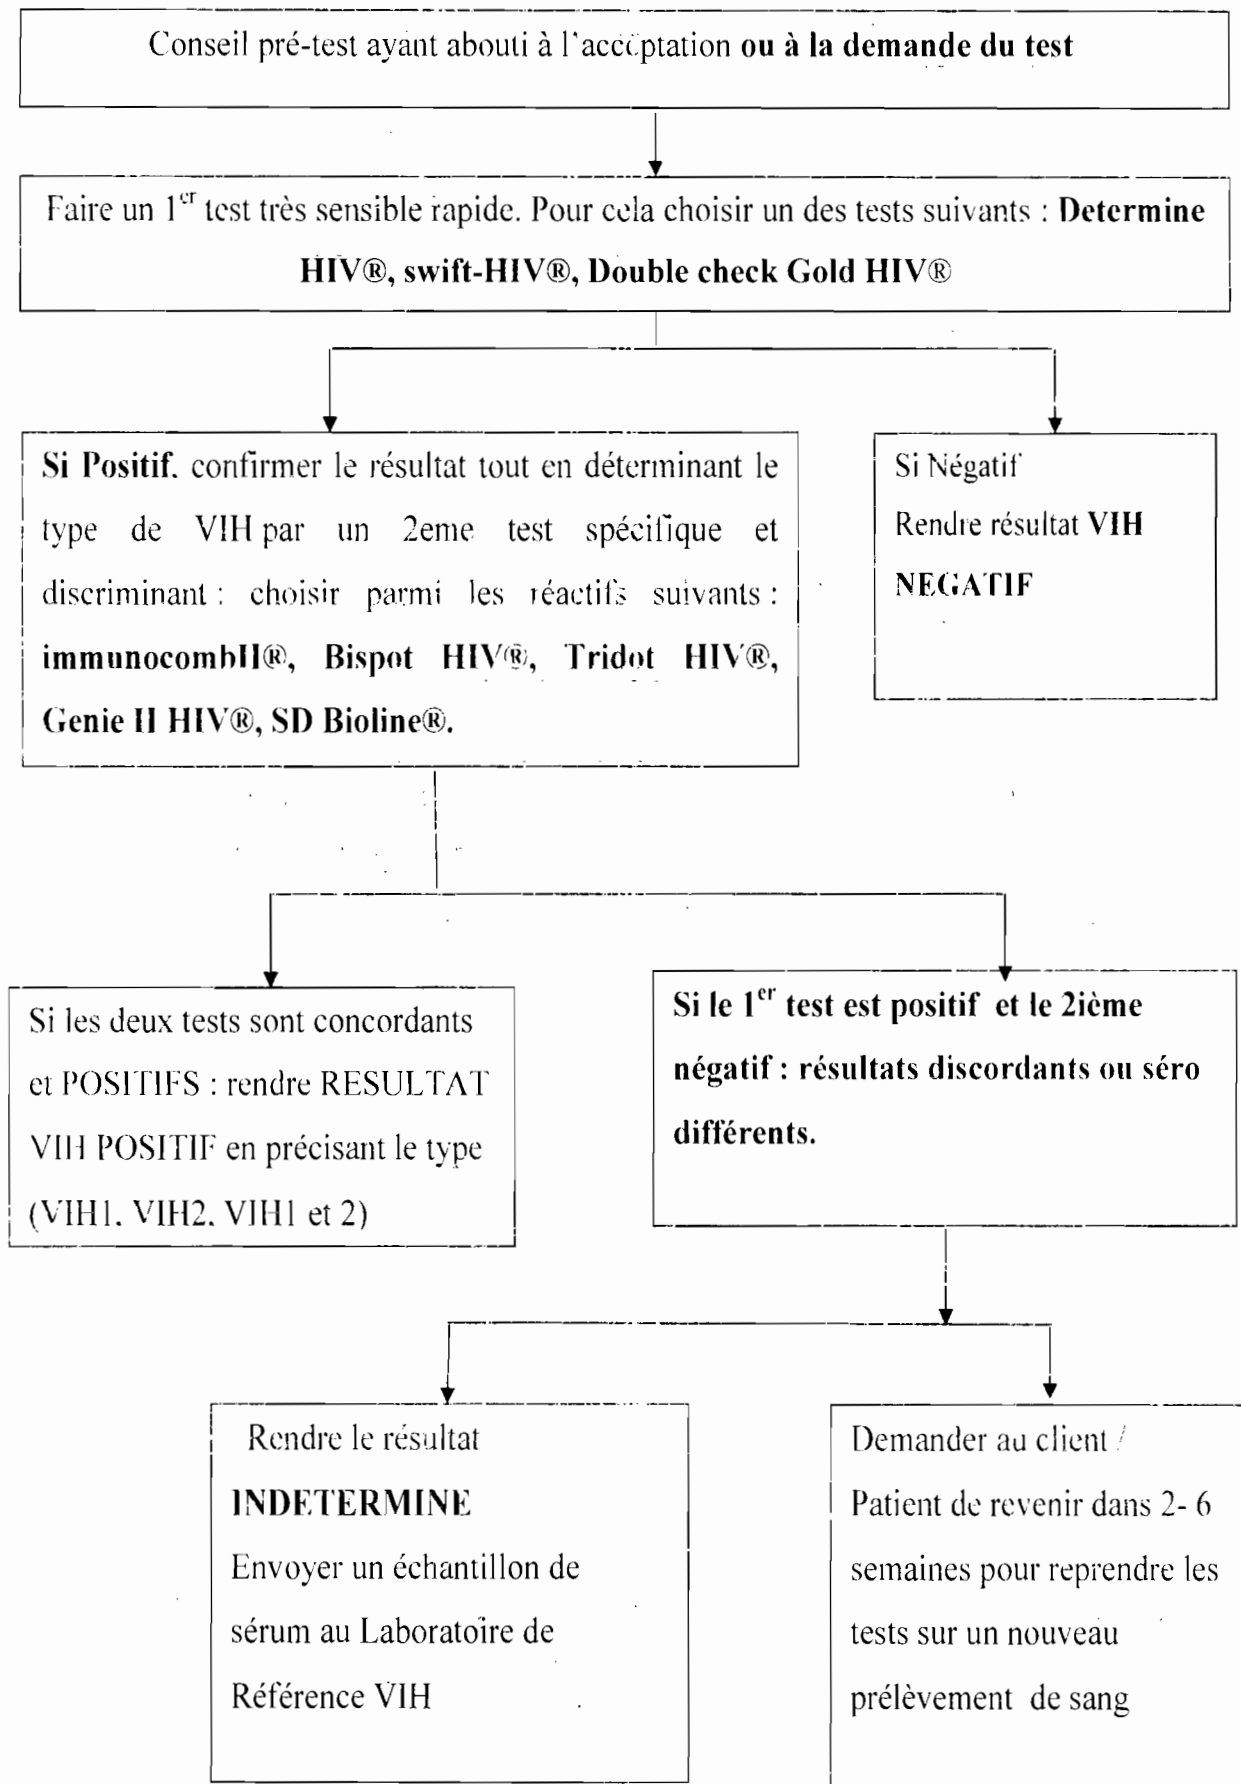 Conseil pré-test ayant abouti à l'acceptation ou à la demande du test
Faire un 1er test très sensible rapide. Pour cela choisir un des tests suivants : Determine
HIV®, swift-HIV®, Double check Gold HIV®
Si Positif. confirmer le résultat tout en déterminant le
type de VIH par un 2eme test spécifique et
discriminant : choisir parmi les réactifs suivants :
immunocombII®, Bispot HIV®, Tridot HIV®,
Genie II HIV®, SD Bioline®.
Si Négatif
Rendre résultat VIH
NEGATIF
Si les deux tests sont concordants
et POSITIFS : rendre RESULTAT
VIH POSITIF en précisant le type
(VIH1. VIH2. VIH1 et 2)
Si le 1er test est positif et le 2ième
négatif : résultats discordants ou séro
différents.
Rendre le résultat
INDETERMINE
Envoyer un échantillon de
sérum au Laboratoire de
Référence VIH
Demander au client /
Patient de revenir dans 2- 6
semaines pour reprendre les
tests sur un nouveau
prélèvement de sang